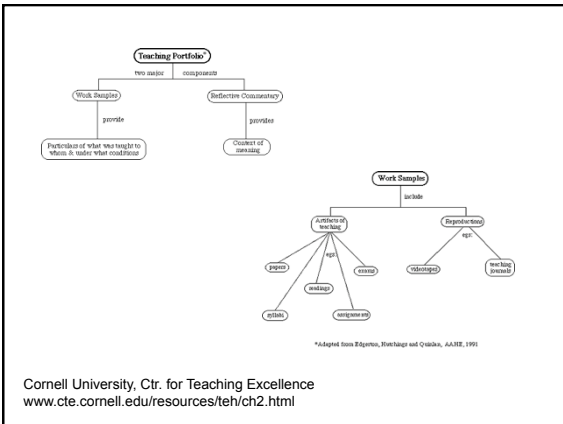 Teaching Portfolio*
two major components
Work Samples
Reflective Commentary
provide
provides
Particulars of what was taught to
whom & under what conditions
Context of
meaning
Work Samples
include
Artifacts of
teaching
Reproductions
egs:
egs:
papers
exams
videotapes
teaching
journals
readings
syllabi
assignments
*Adapted from Edgerton, Hutchings and Quinlan, AAHE, 1991
Cornell University, Ctr. for Teaching Excellence
www.cte.cornell.edu/resources/teh/ch2.html